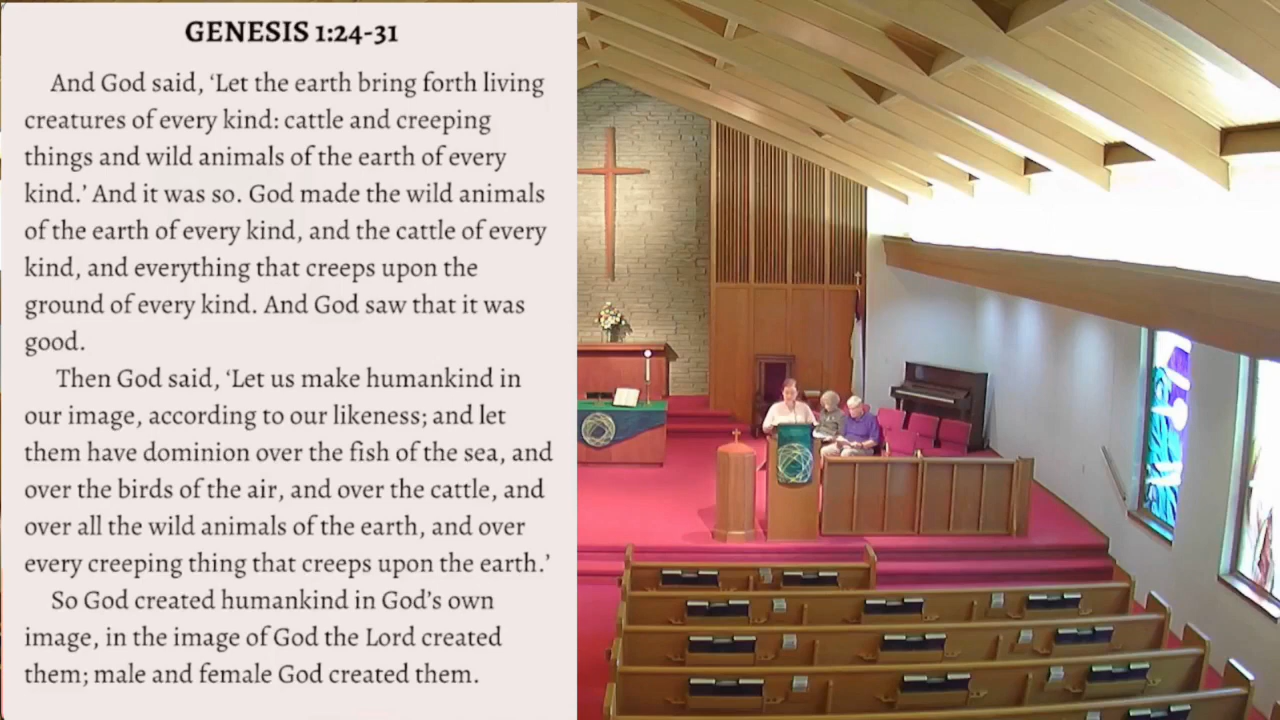 GENESIS 1:24-31
And God said, ‘Let the earth bring forth living
creatures of every kind: cattle and creeping
things and wild animals of the earth of every
kind.’ And it was so. God made the wild animals
of the earth of every kind, and the cattle of every
kind, and everything that creeps upon the
ground of every kind. And God saw that it was
good.
Then God said, ‘Let us make humankind in
our image, according to our likeness; and let
them have dominion over the fish of the sea, and
over the birds of the air, and over the cattle, and
over all the wild animals of the earth, and over
every creeping thing that creeps upon the earth.’
So God created humankind in God’s own
image, in the image of God the Lord created
them; male and female God created them.